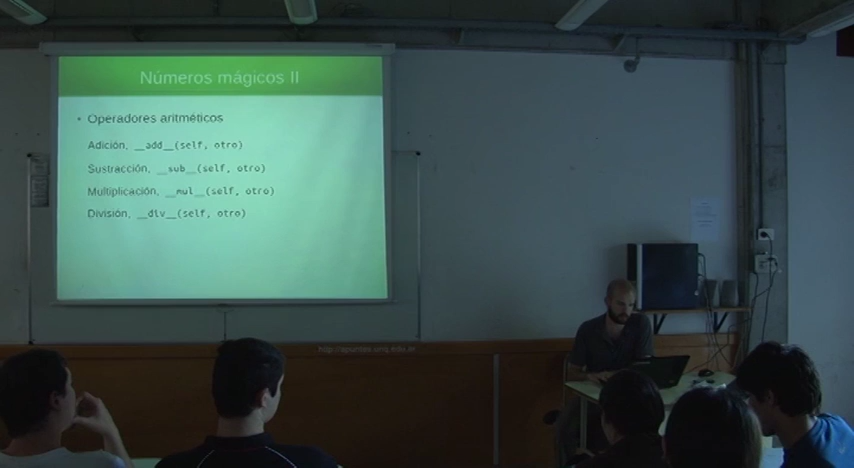 Números mágicos II
• Operadores aritméticos
Adición, __add__(self, otro)
Sustracción, __sub__(self, otro)
Multiplicación, __mul__(self, otro)
División, __div__(self, otro)